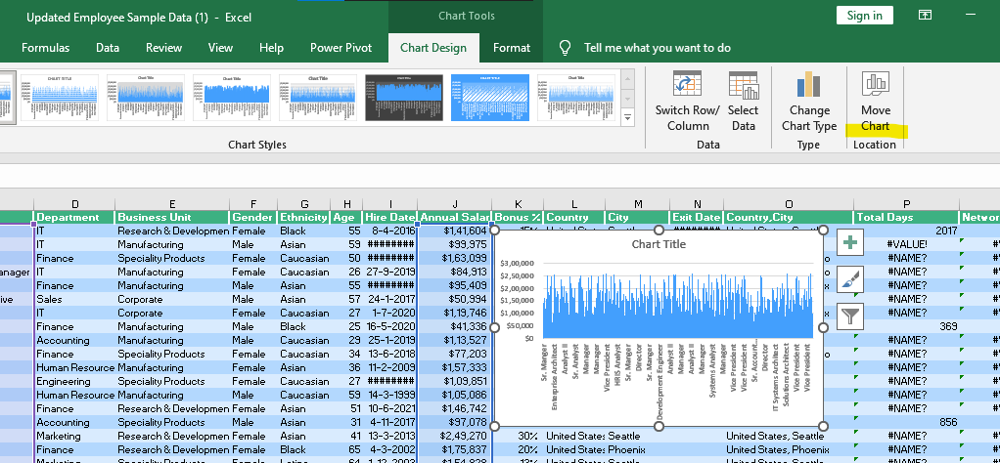 Updated Employee Sample Data (1) - Excel
Chart Tools
Sign in
Formulas Data Review View Help Power Pivot Chart Design Format Tell me what you want to do
Switch Row/ Column
Select Data
Change Chart Type
Move Chart
Chart Styles Data Type Location
D E F G H I J K L M N O P
Department Business Unit Gender Ethnicity Age Hire Date Annual Salar Bonus % Country City Exit Date Country,City Total Days Networ
IT Research & Developmen Female Black 55 8-4-2016 $1,41,604 2017
IT Manufacturing Male Asian 59 ######## $99,975 #VALUE!
Finance Speciality Products Female Caucasian 50 ######## $1,63,099 #NAME?
anager IT Manufacturing Female Caucasian 26 27-9-2019 $84,913 #NAME?
Finance Manufacturing Male Asian 55 ######## $95,409 #NAME?
ive Sales Corporate Male Asian 57 24-1-2017 $50,994 #NAME?
IT Corporate Female Caucasian 27 1-7-2020 $1,19,746 #NAME?
Finance Manufacturing Male Black 25 16-5-2020 $41,336 369
Accounting Manufacturing Male Caucasian 29 25-1-2019 $1,13,527 #NAME?
Finance Speciality Products Female Caucasian 34 13-6-2018 $77,203 #NAME?
Human Resource Manufacturing Female Asian 36 11-2-2009 $1,57,333 #NAME?
Engineering Speciality Products Female Caucasian 27 ######## $1,09,851 #NAME?
Human Resource Manufacturing Male Caucasian 59 14-3-1999 $1,05,086 #NAME?
Finance Research & Developmen Female Asian 51 10-6-2021 $1,46,742 #NAME?
Accounting Speciality Products Male Asian 31 4-11-2017 $97,078 856
Marketing Research & Developmen Female Asian 41 13-3-2013 $2,49,270 30% United States Seattle United States, Seattle #NAME?
Finance Research & Developmen Female Black 65 4-3-2002 $1,75,837 20% United States Phoenix United States, Phoenix #NAME?
Chart Title
$3,00,000
$2,50,000
$2,00,000
$1,50,000
$1,00,000
$50,000
$0
Sr. Manager
Enterprise Architect
Analyst II
Sr. Analyst
Manager
Manager
Vice President
HRIS Analyst
Sr. Manager
Director
Sr. Manager
Development Engineer
Analyst II
Manager
Analyst II
Manager
Systems Analyst
Manager
Vice President
Vice President
Sr. Account…
Director
IT Systems Architect
Solutions Architect
Vice President
Vice President